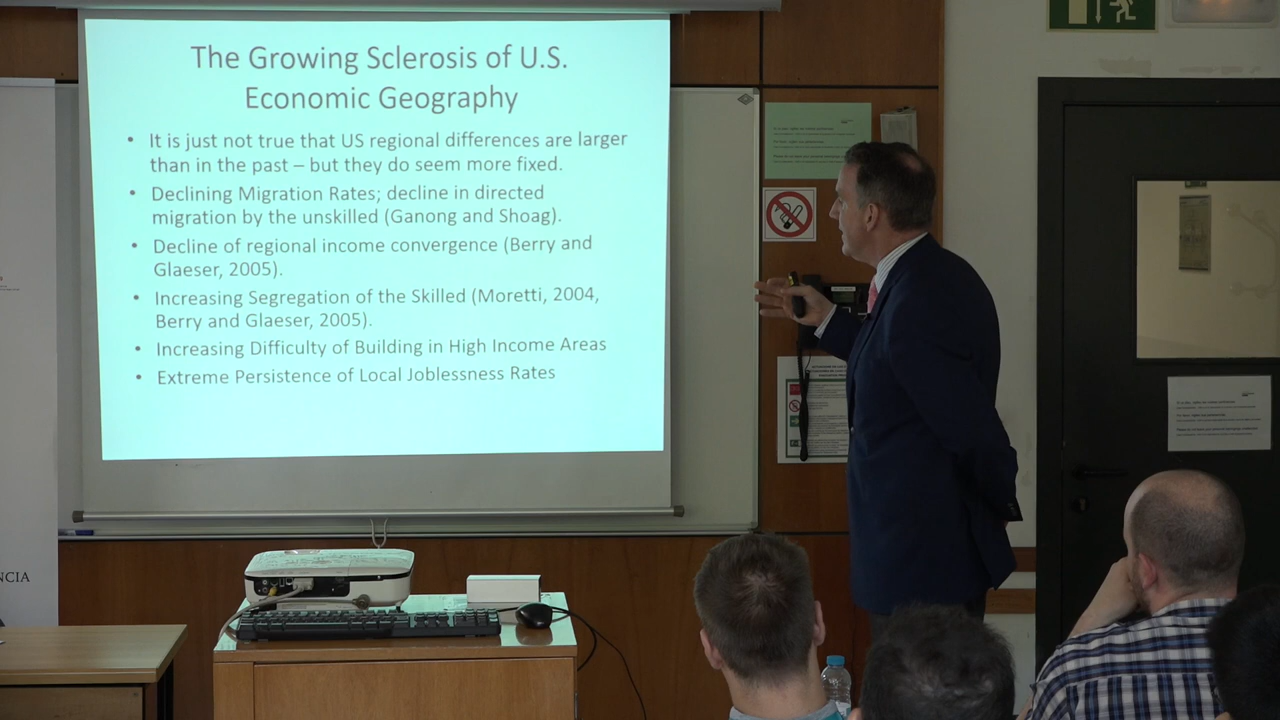 The Growing Sclerosis of U.S.
Economic Geography
• It is just not true that US regional differences are larger
than in the past – but they do seem more fixed.
• Declining Migration Rates; decline in directed
migration by the unskilled (Ganong and Shoag).
• Decline of regional income convergence (Berry and
Glaeser, 2005).
• Increasing Segregation of the Skilled (Moretti, 2004,
Berry and Glaeser, 2005).
• Increasing Difficulty of Building in High Income Areas
• Extreme Persistence of Local Joblessness Rates
NCIA